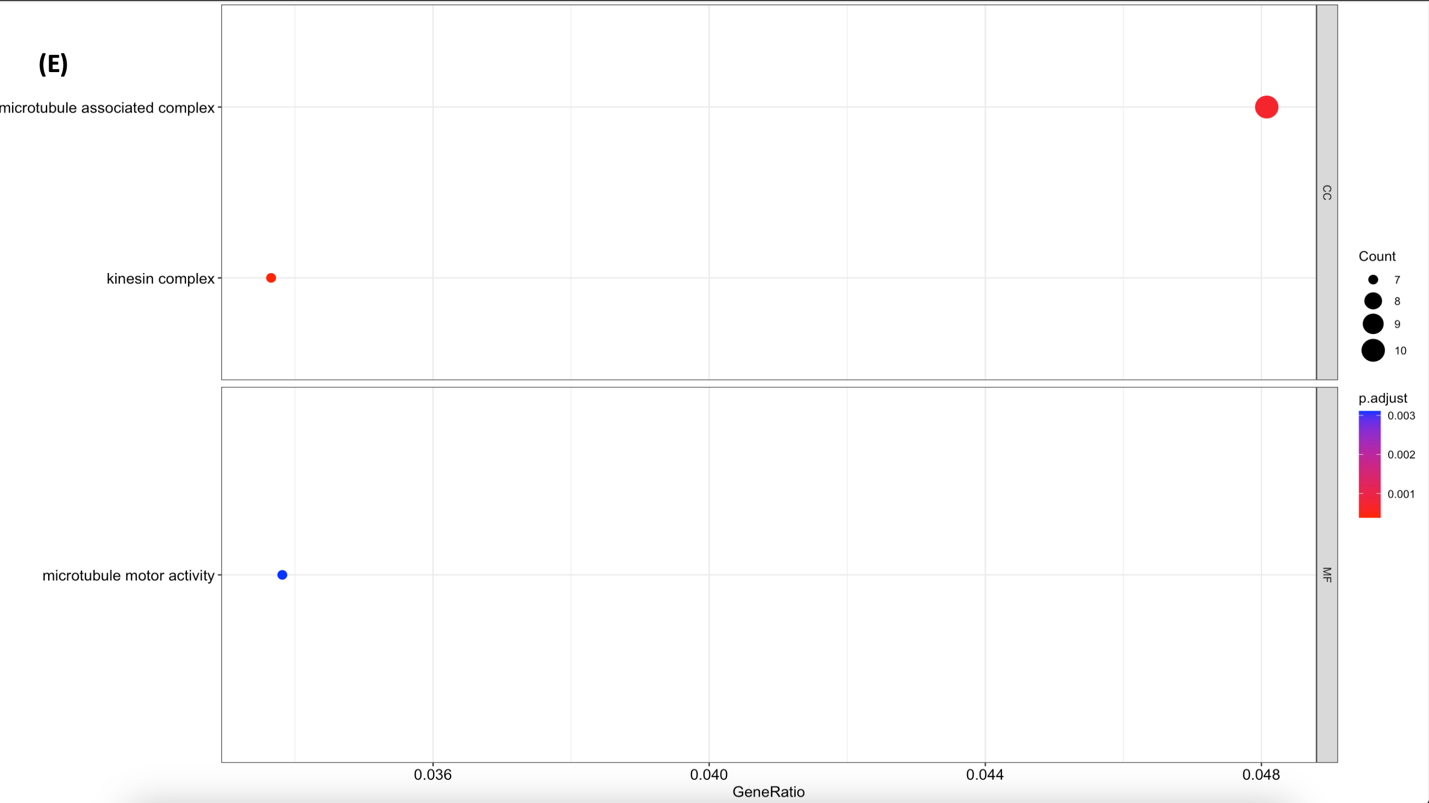 (E)
microtubule associated complex
kinesin complex
microtubule motor activity
CC
MF
0.036
0.040
0.044
0.048
GeneRatio
Count
7
8
9
10
p.adjust
0.003
0.002
0.001